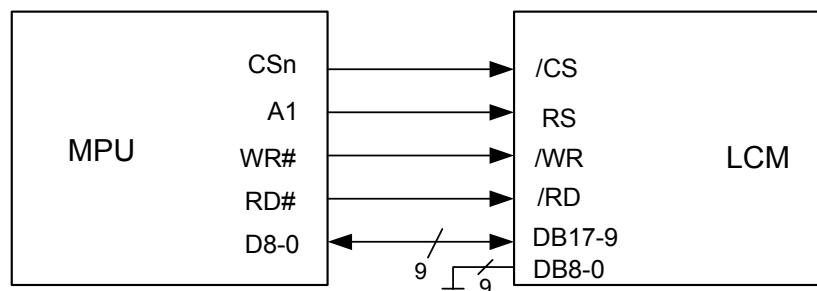 CSn
/CS
A1
RS
MPU
WR#
/WR
LCM
RD#
/RD
D8-0
9
DB17-9
9
DB8-0